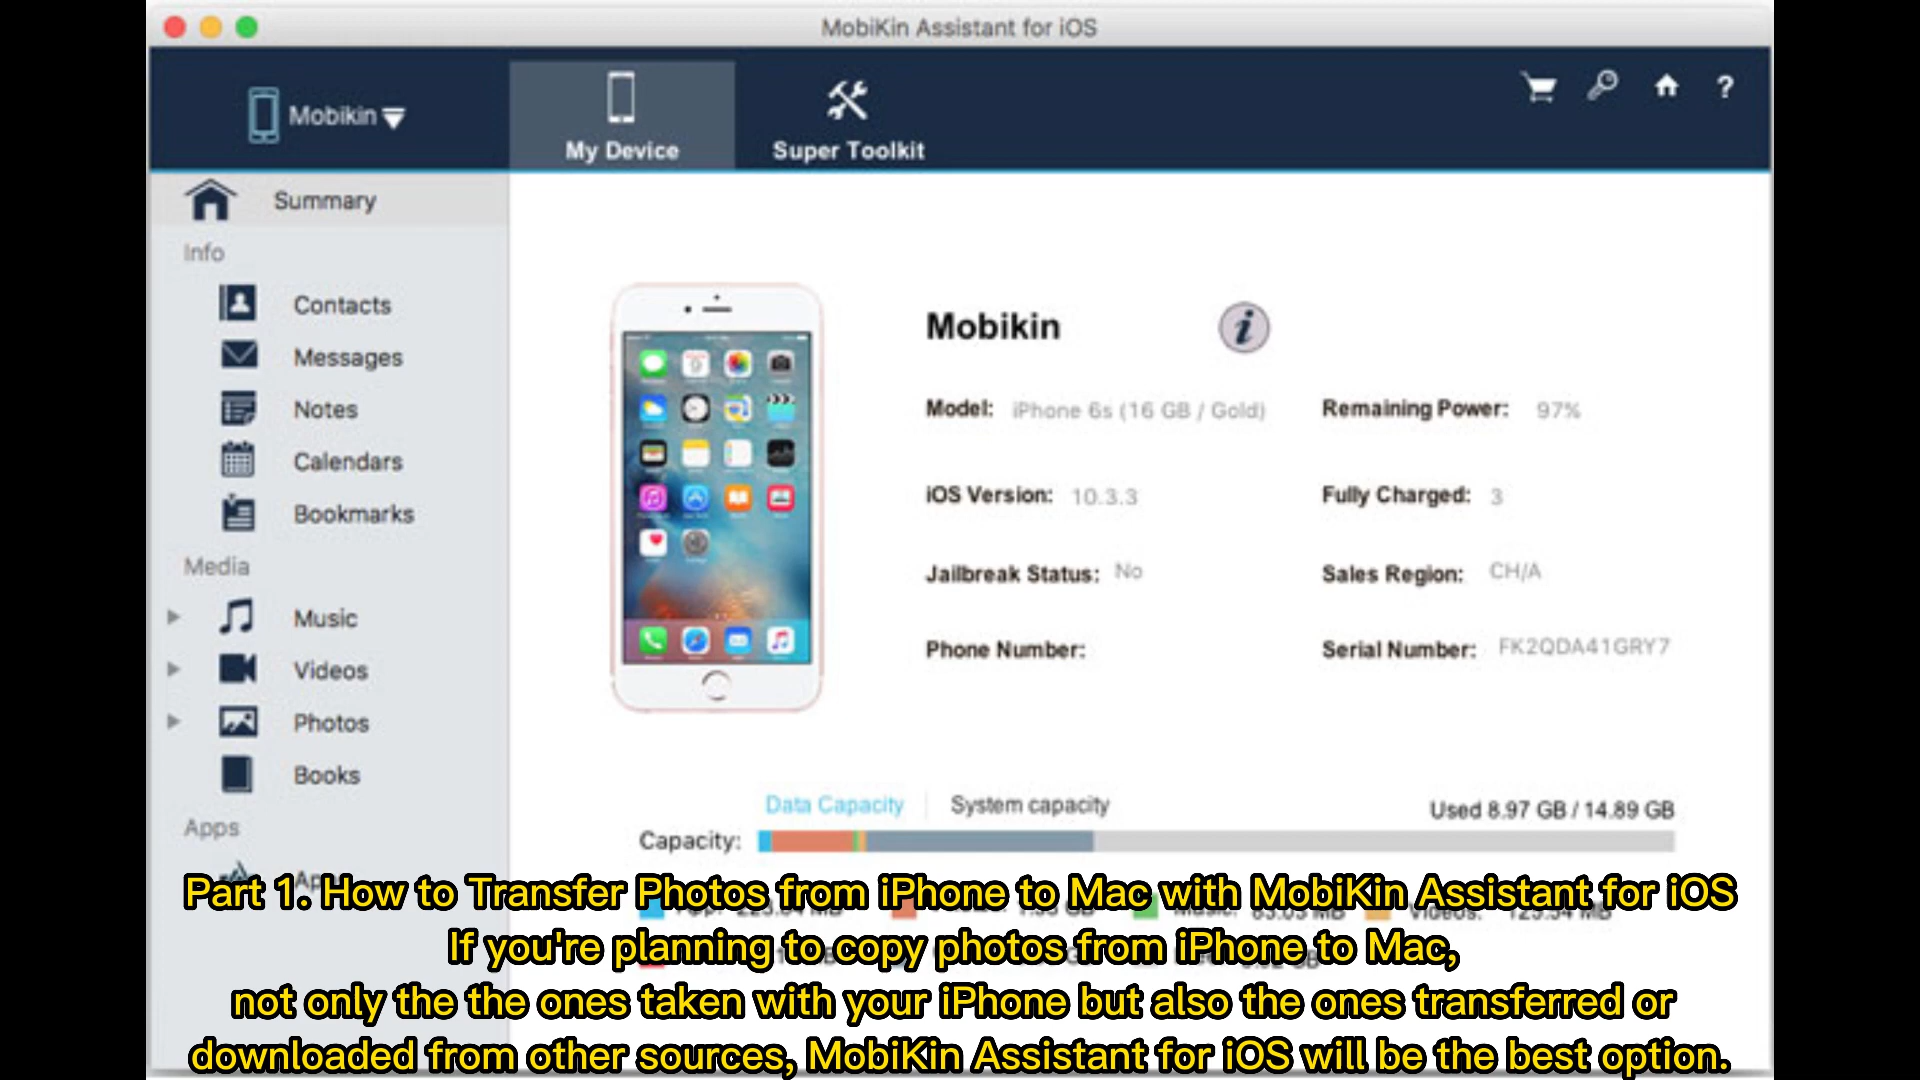 MobiKin Assistant for iOS
Mobikin
My Device
Super Toolkit
?
Summary
Info
Contacts
Messages
Notes
Calendars
Bookmarks
Media
Music
Videos
Photos
Books
Apps
Mobikin
i
Model: iPhone 6s (16 GB / Gold)
Remaining Power: 97%
iOS Version: 10.3.3
Fully Charged: 3
Jailbreak Status: No
Sales Region: CH/A
Phone Number:
Serial Number: FK2QDA41GRY7
Data Capacity
System capacity
Used 8.97 GB / 14.89 GB
Capacity:
Part 1. How to Transfer Photos from iPhone to Mac with MobiKin Assistant for iOS
If you're planning to copy photos from iPhone to Mac,
not only the the ones taken with your iPhone but also the ones transferred or
downloaded from other sources, MobiKin Assistant for iOS will be the best option.